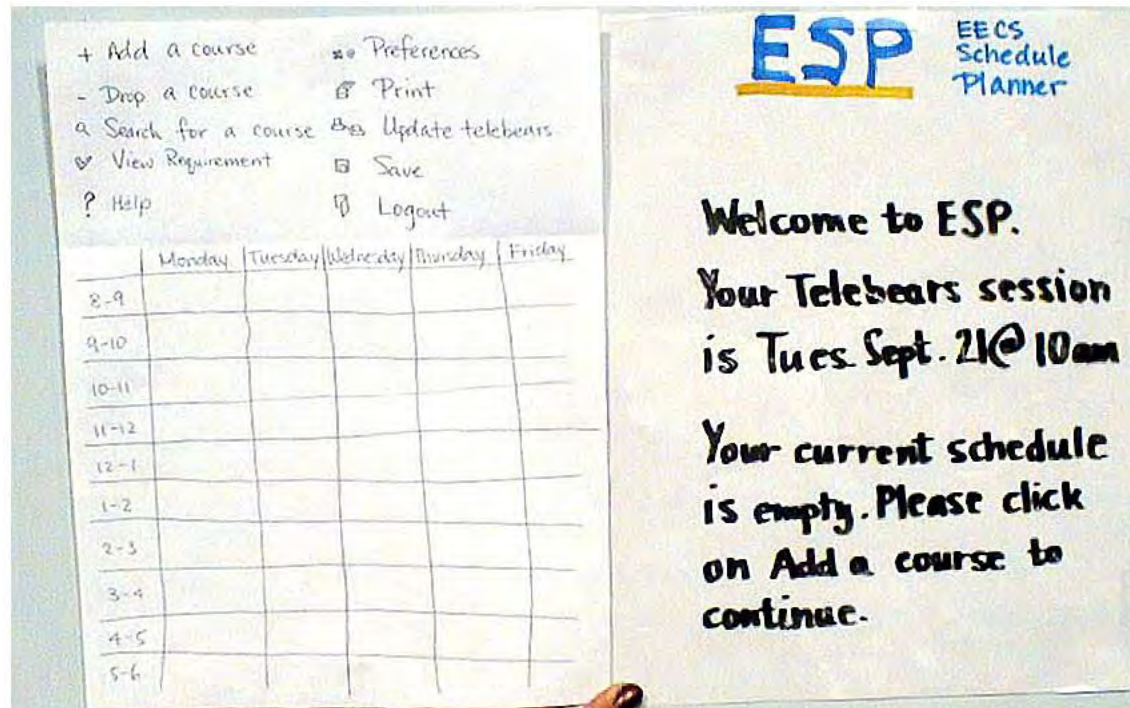 + Add a course
- Drop a course
Search for a course
View Requirement
? Help
Preferences
Print
Update telebears
Save
Logout
Monday Tuesday Wednesday Thursday Friday
8-9
9-10
10-11
11-12
12-1
1-2
2-3
3-4
4-5
5-6
ESP
EECS
Schedule
Planner
Welcome to ESP.
Your Telebears session
is Tues Sept. 21@10am
Your current schedule
is empty. Please click
on Add a course to
continue.